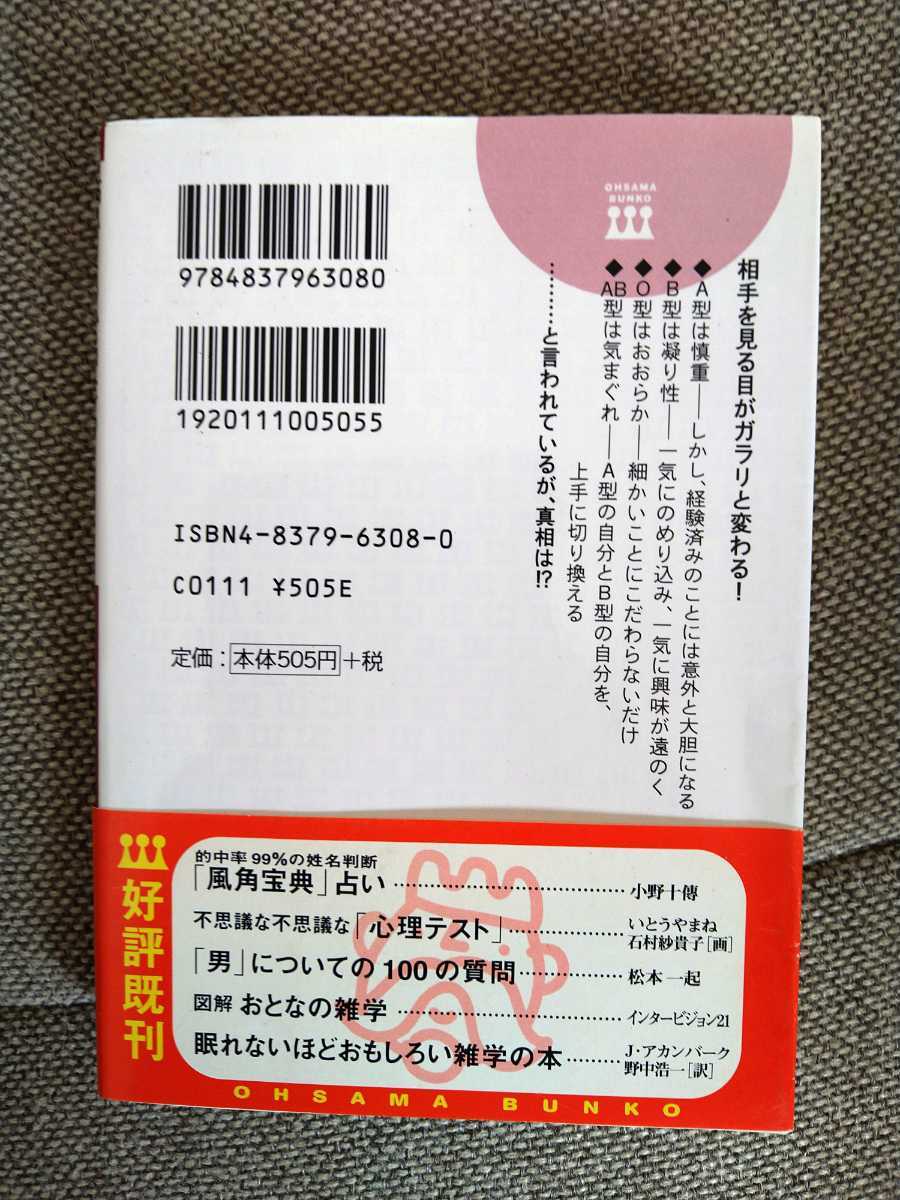 OHSAMA
BUNKO
相手を見る目がガラリと変わる!
◆A型は慎重――しかし、経験済みのことには意外と大胆になる
◆B型は凝り性――一気にのめり込み、一気に興味が遠のく
◆O型はおおらか――細かいことにこだわらないだけ
◆AB型は気まぐれ――A型の自分とB型の自分を、
上手に切り換える
…………と言われているが、真相は!?
9784837963080
1920111005055
ISBN4-8379-6308-0
C0111 ¥505E
定価:本体505円+税
好評既刊
的中率99%の姓名判断
「風角宝典」占い……………………小野十傳
不思議な不思議な「心理テスト」……………いとうやまね
石村紗貴子[画]
「男」についての100の質問……………松本一起
図解 おとなの雑学……………………インタービジョン21
眠れないほどおもしろい雑学の本………J・アカンバーク
野中浩一[訳]
OHSAMA BUNKO